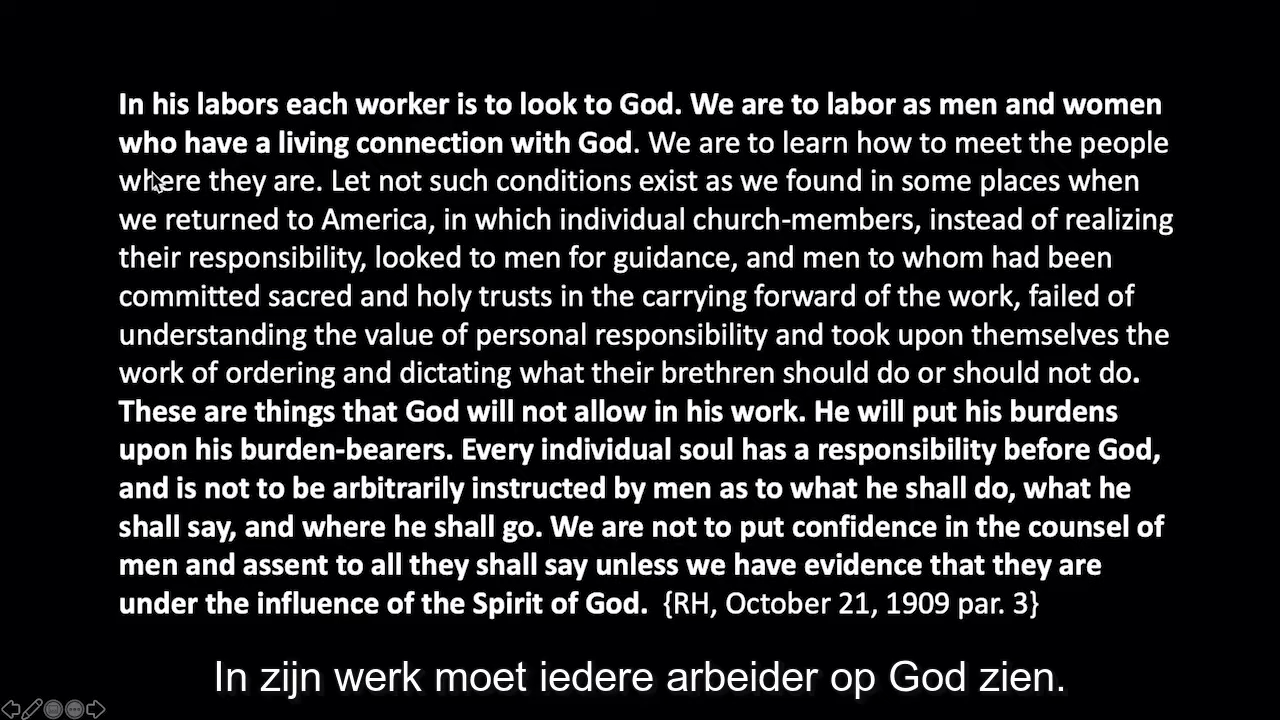 In his labors each worker is to look to God. We are to labor as men and women
who have a living connection with God. We are to learn how to meet the people
where they are. Let not such conditions exist as we found in some places when
we returned to America, in which individual church-members, instead of realizing
their responsibility, looked to men for guidance, and men to whom had been
committed sacred and holy trusts in the carrying forward of the work, failed of
understanding the value of personal responsibility and took upon themselves the
work of ordering and dictating what their brethren should do or should not do.
These are things that God will not allow in his work. He will put his burdens
upon his burden-bearers. Every individual soul has a responsibility before God,
and is not to be arbitrarily instructed by men as to what he shall do, what he
shall say, and where he shall go. We are not to put confidence in the counsel of
men and assent to all they shall say unless we have evidence that they are
under the influence of the Spirit of God. {RH, October 21, 1909 par. 3}
In zijn werk moet iedere arbeider op God zien.